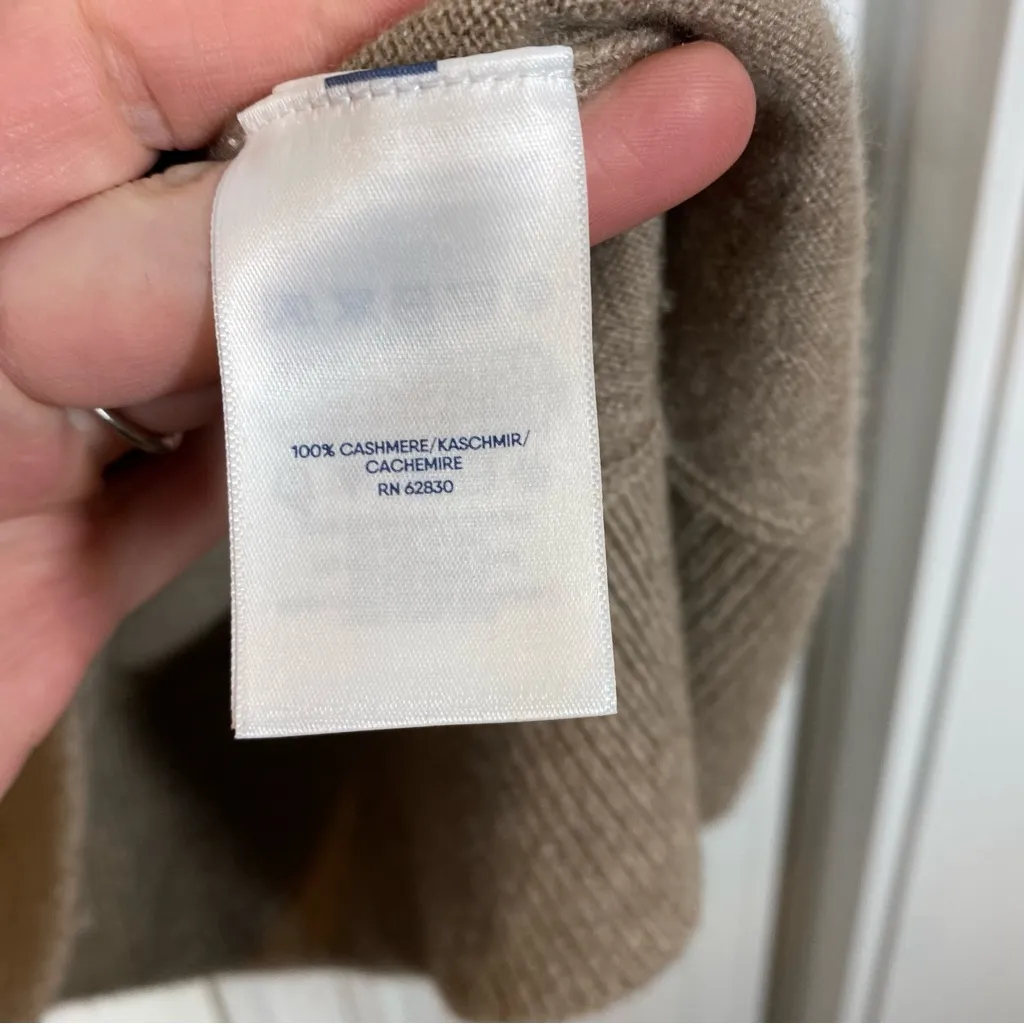 100% CASHMERE/KASCHMIR/
CACHEMIRE
RN 62830